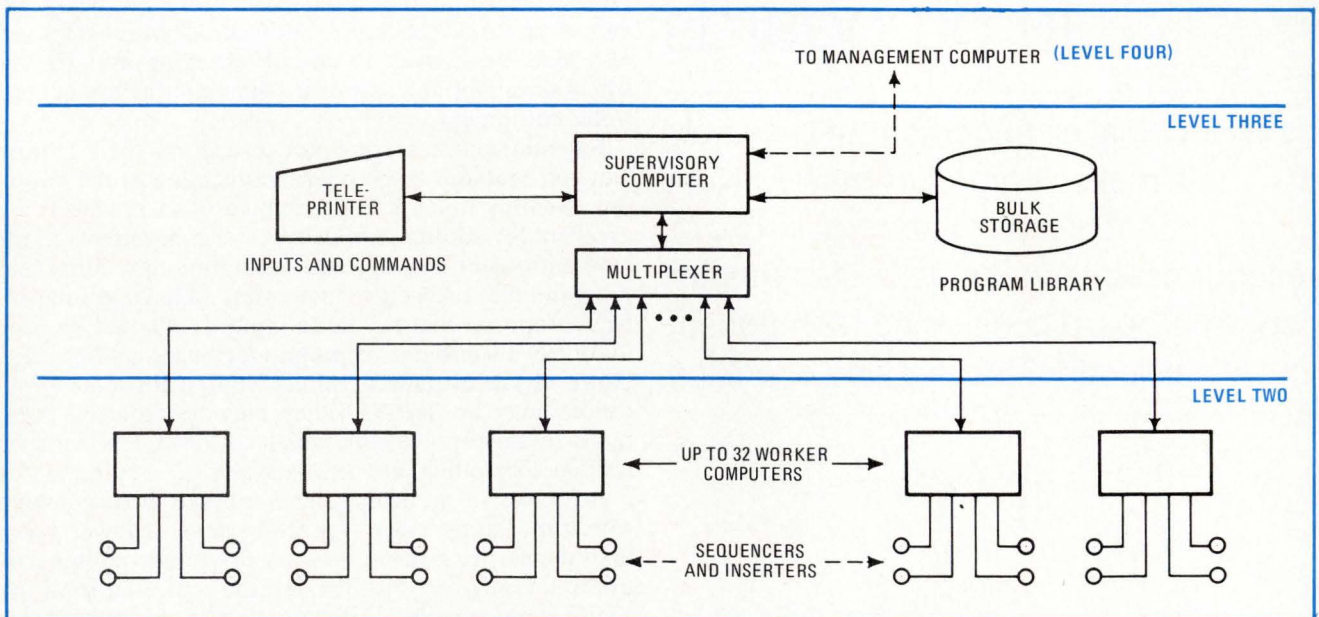 TO MANAGEMENT COMPUTER (LEVEL FOUR)
LEVEL THREE
SUPERVISORY
COMPUTER
TELE-
PRINTER
BULK
STORAGE
INPUTS AND COMMANDS
MULTIPLEXER
PROGRAM LIBRARY
LEVEL TWO
UP TO 32 WORKER
COMPUTERS
SEQUENCERS
AND INSERTERS